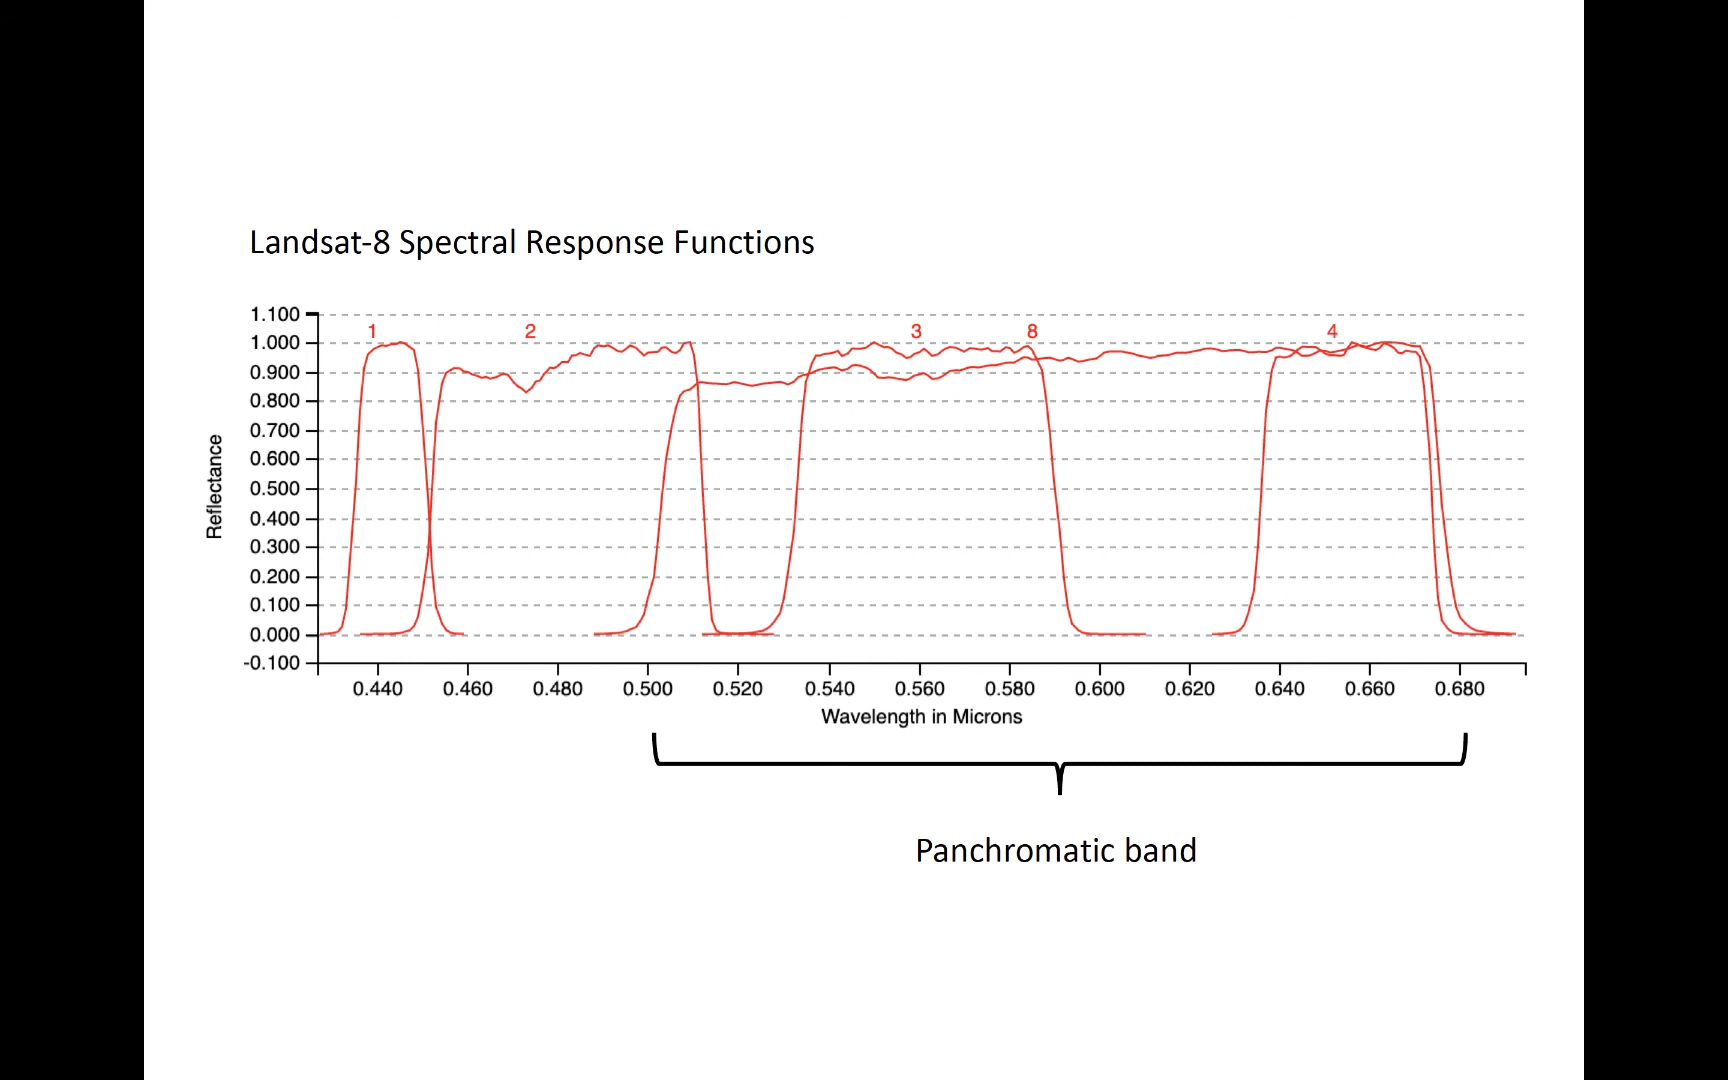 Landsat-8 Spectral Response Functions
1.100
1 2 3 8 4
1.000
0.900
0.800
0.700
0.600
0.500
0.400
0.300
0.200
0.100
0.000
-0.100
Reflectance
0.440 0.460 0.480 0.500 0.520 0.540 0.560 0.580 0.600 0.620 0.640 0.660 0.680
Wavelength in Microns
Panchromatic band